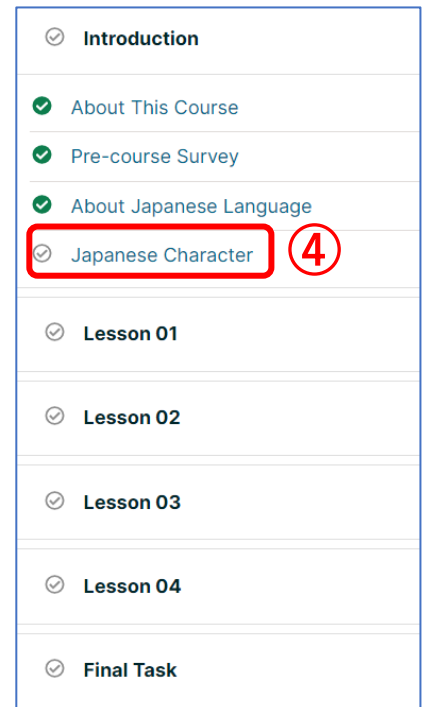 Introduction
About This Course
Pre-course Survey
About Japanese Language
Japanese Character ④
Lesson 01
Lesson 02
Lesson 03
Lesson 04
Final Task